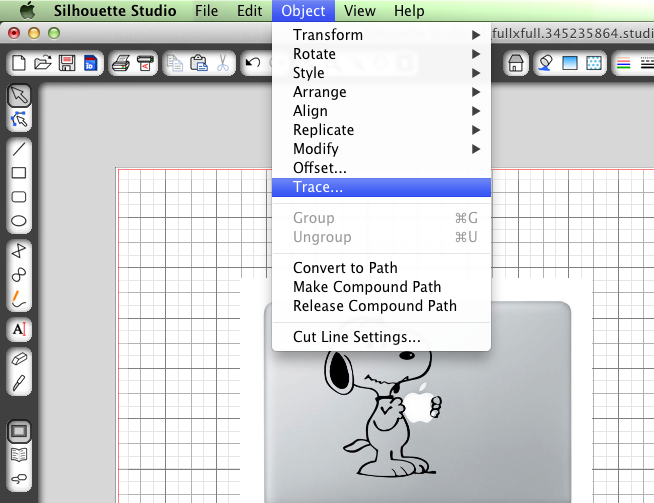 Silhouette Studio File Edit Object View Help
fullxfull.345235864.studi
Transform
Rotate
Style
Arrange
Align
Replicate
Modify
Offset...
Trace...
Group ⌘G
Ungroup ⌘U
Convert to Path
Make Compound Path
Release Compound Path
Cut Line Settings...
A